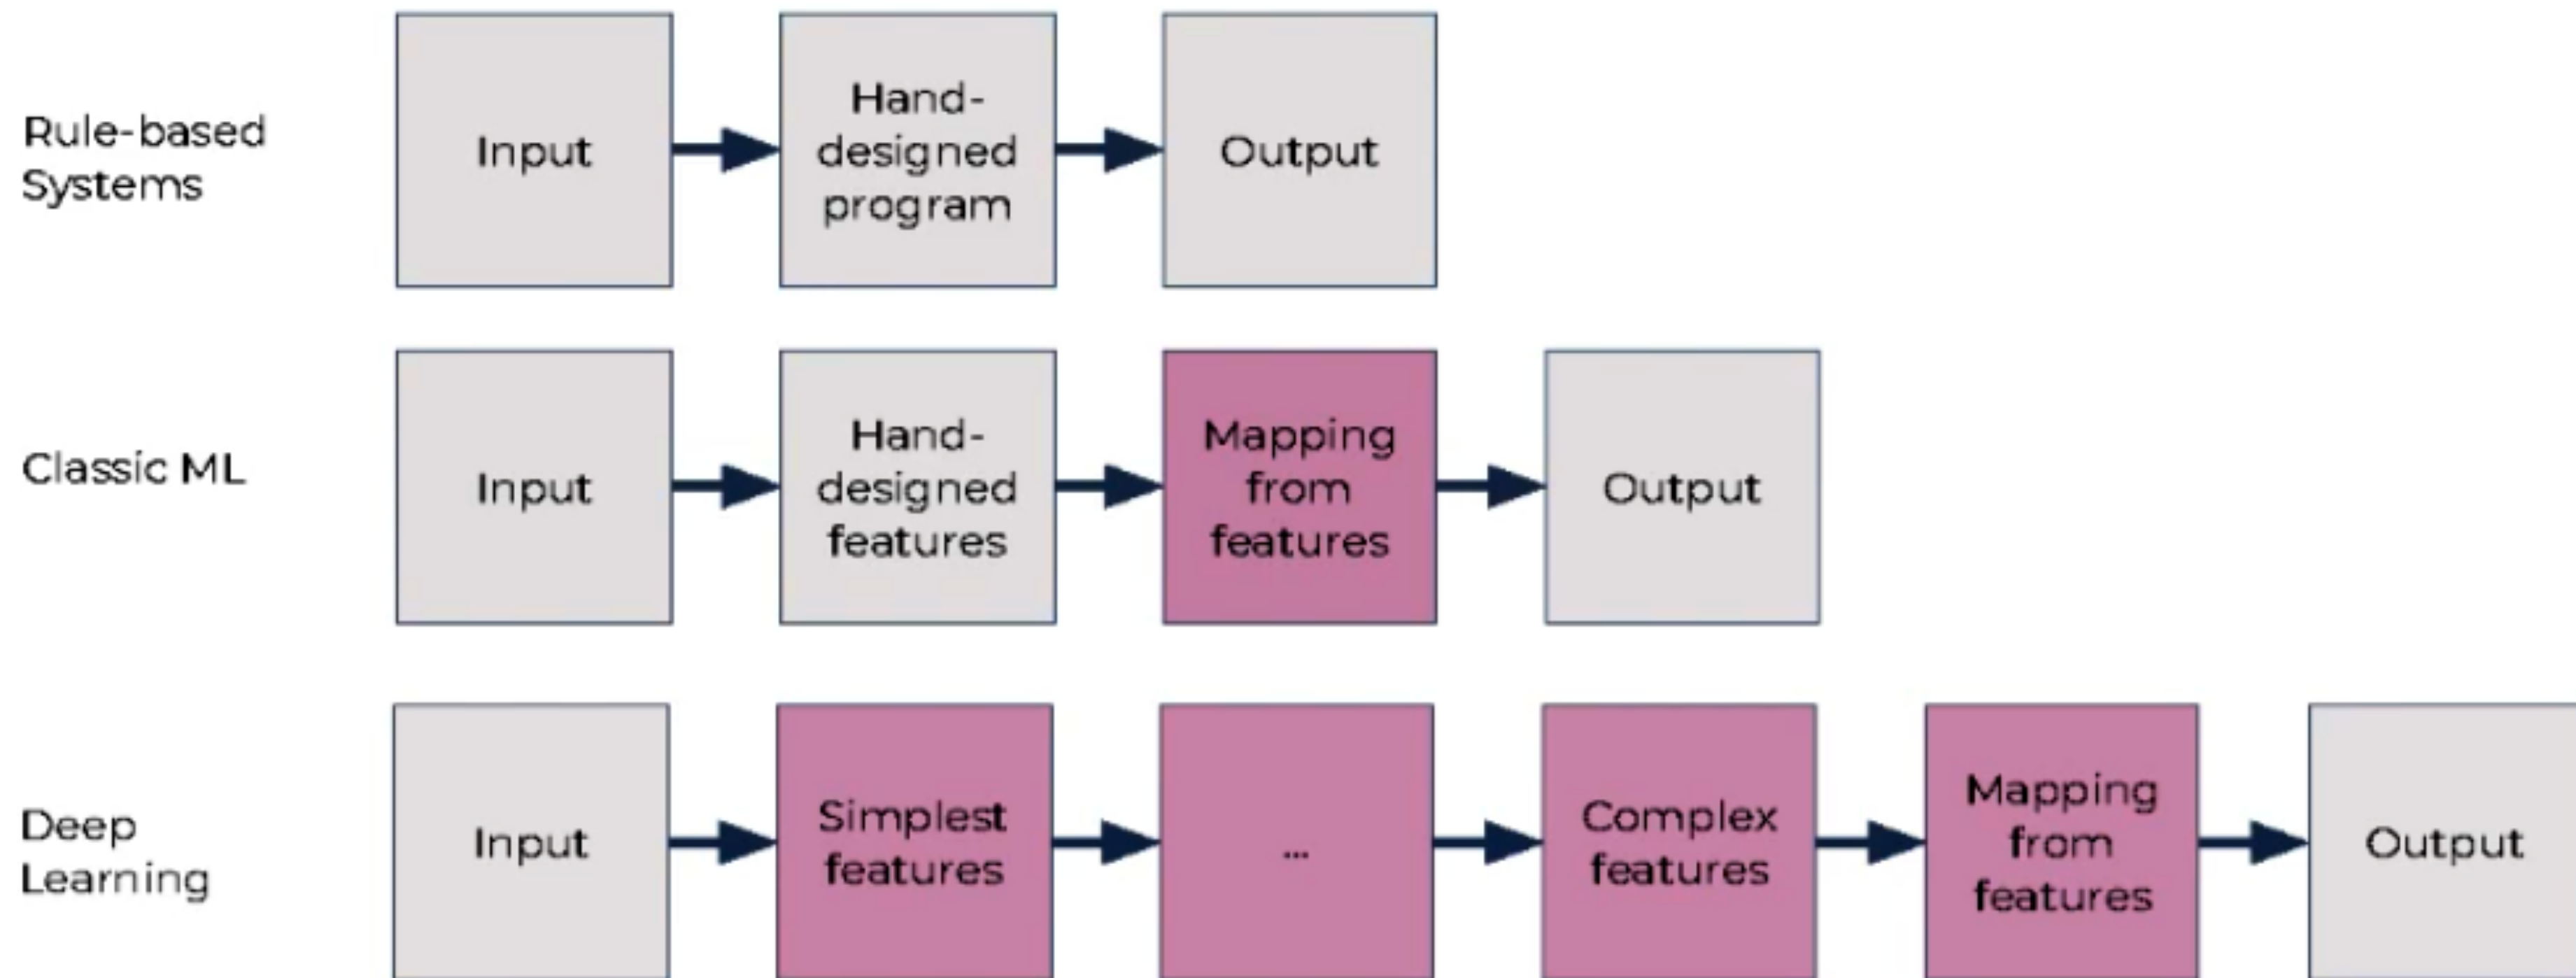 Rule-based
Systems
Input
Hand-
designed
program
Output
Classic ML
Input
Hand-
designed
features
Mapping
from
features
Output
Deep
Learning
Input
Simplest
features
...
Complex
features
Mapping
from
features
Output